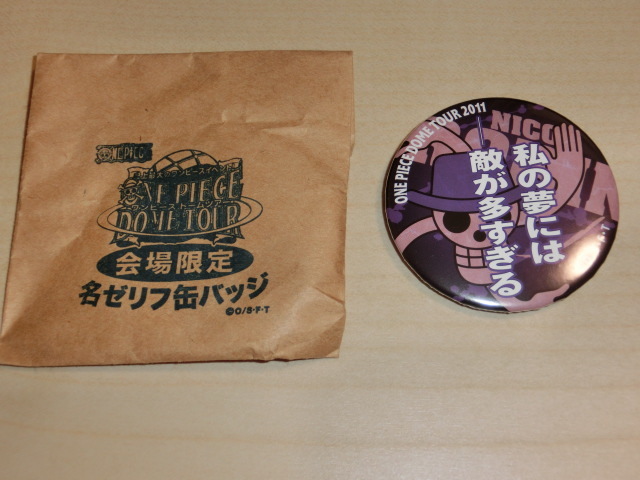 ONE PIECE
ONE PIECE
DOME TOUR
会場限定
名ゼリフ缶バッジ
©O/S・F・T
ONE PIECE DOME TOUR 2011
NICO
私の夢には
敵が多すぎる